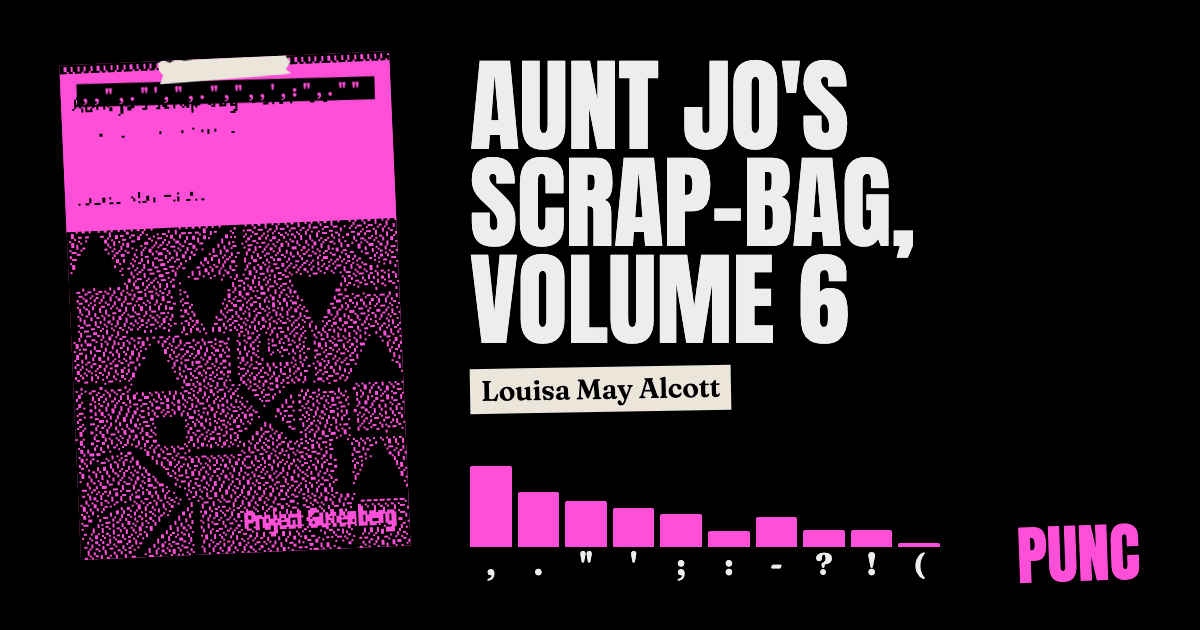 ,,",."',",.",",,',:",.""
Project Gutenberg
AUNT JO'S
SCRAP-BAG,
VOLUME 6
Louisa May Alcott
, . " ' ; : - ? ! (
PUNC